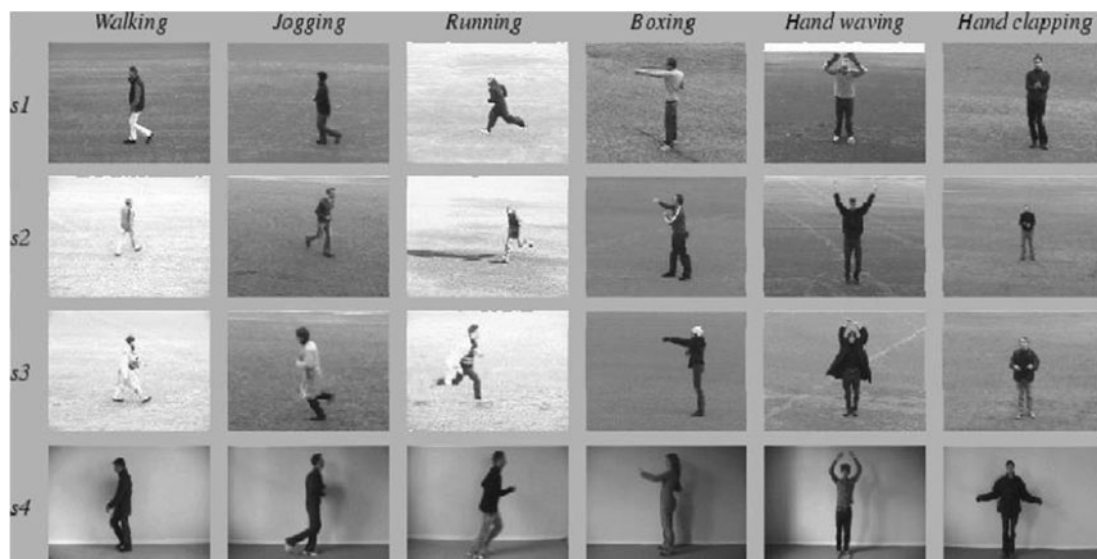 Walking Jogging Running Boxing Hand waving Hand clapping
s1
s2
s3
s4